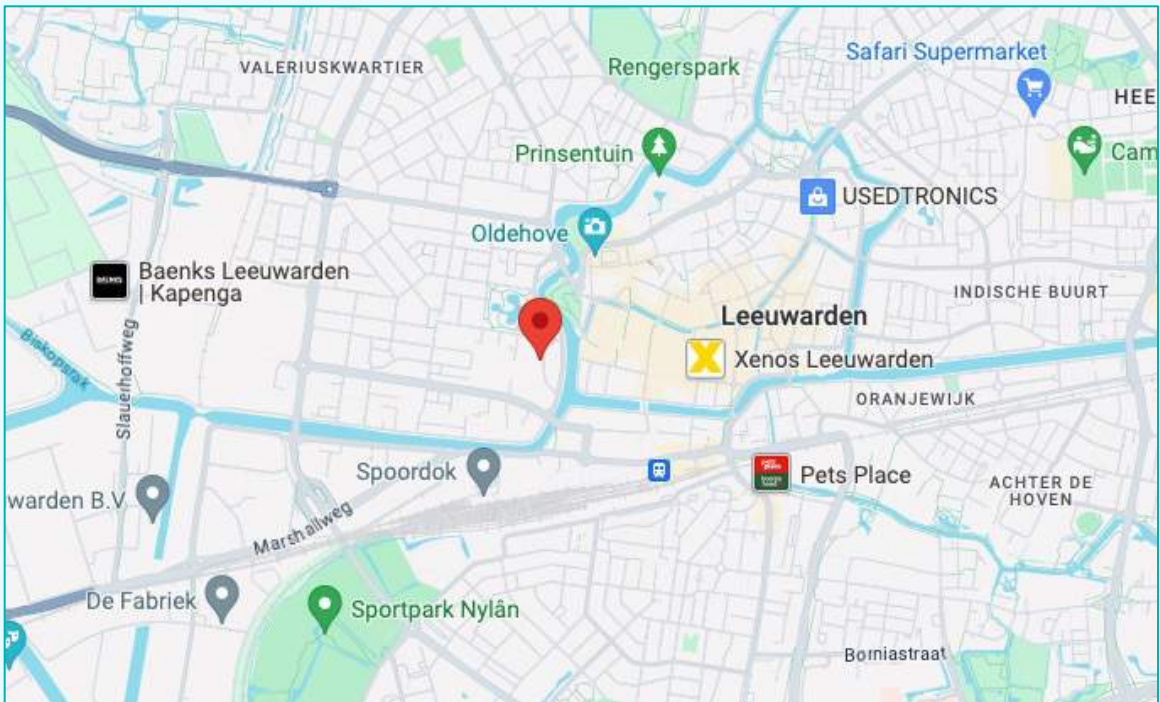 VALERIUSKWARTIER
Rengerspark
Safari Supermarket
HEE
Prinsentuin
Cam
USEDTRONICS
Oldehove
Baenks Leeuwarden
| Kapenga
INDISCHE BUURT
Leeuwarden
Xenos Leeuwarden
Biskopsrak
Slauerhoffweg
ORANJEWIJK
Spoordok
Pets Place
ACHTER DE
HOVEN
warden B.V
Marshallweg
De Fabriek
Sportpark Nylân
Borniastraat